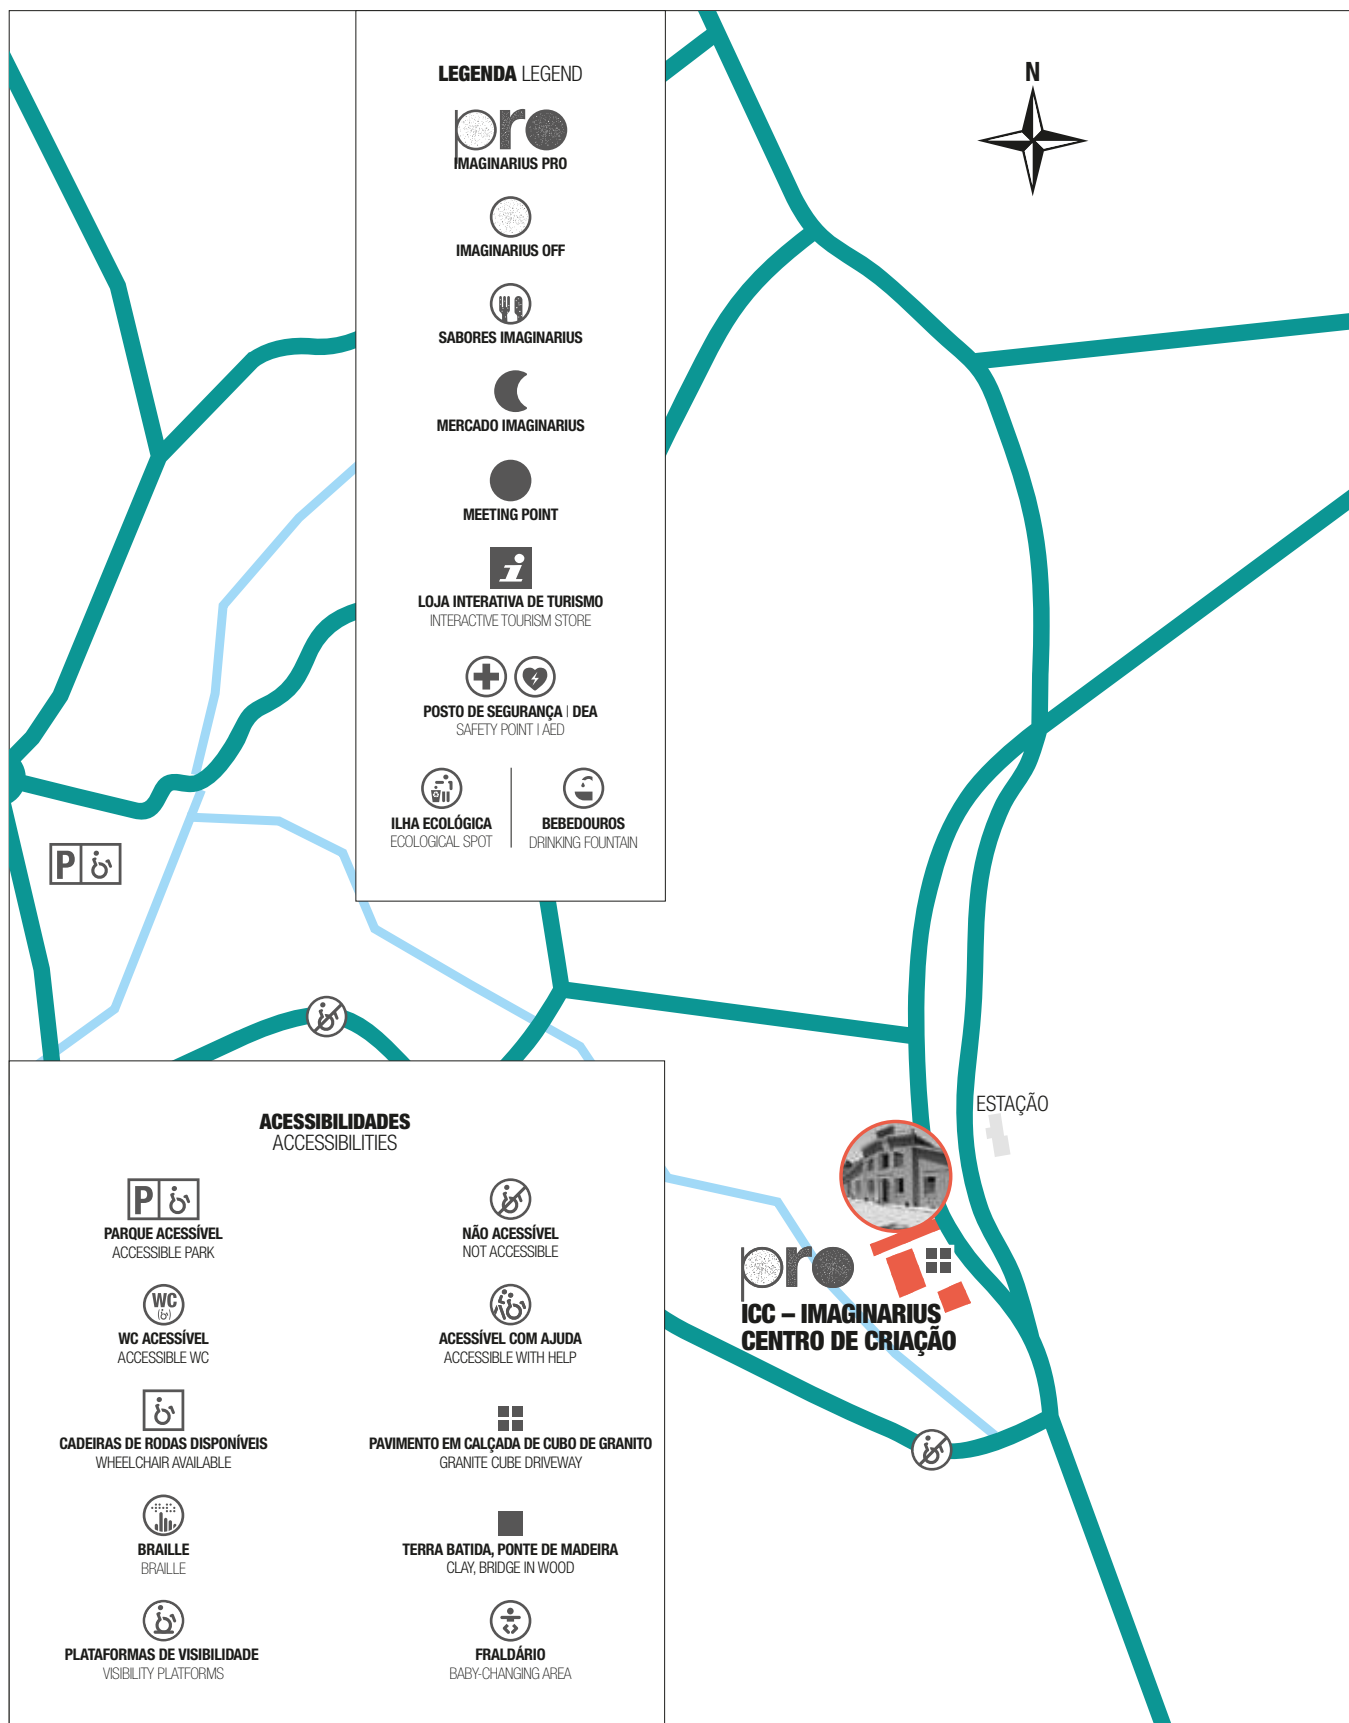 LEGENDA LEGEND
pro
IMAGINARIUS PRO
IMAGINARIUS OFF
SABORES IMAGINARIUS
MERCADO IMAGINARIUS
MEETING POINT
i
LOJA INTERATIVA DE TURISMO
INTERACTIVE TOURISM STORE
POSTO DE SEGURANÇA | DEA
SAFETY POINT | AED
ILHA ECOLÓGICA
ECOLOGICAL SPOT
BEBEDOUROS
DRINKING FOUNTAIN
N
P
ESTAÇÃO
pro
ICC – IMAGINARIUS
CENTRO DE CRIAÇÃO
ACESSIBILIDADES
ACCESSIBILITIES
P
PARQUE ACESSÍVEL
ACCESSIBLE PARK
NÃO ACESSÍVEL
NOT ACCESSIBLE
WC
WC ACESSÍVEL
ACCESSIBLE WC
ACESSÍVEL COM AJUDA
ACCESSIBLE WITH HELP
CADEIRAS DE RODAS DISPONÍVEIS
WHEELCHAIR AVAILABLE
PAVIMENTO EM CALÇADA DE CUBO DE GRANITO
GRANITE CUBE DRIVEWAY
BRAILLE
BRAILLE
TERRA BATIDA, PONTE DE MADEIRA
CLAY, BRIDGE IN WOOD
PLATAFORMAS DE VISIBILIDADE
VISIBILITY PLATFORMS
FRALDÁRIO
BABY-CHANGING AREA